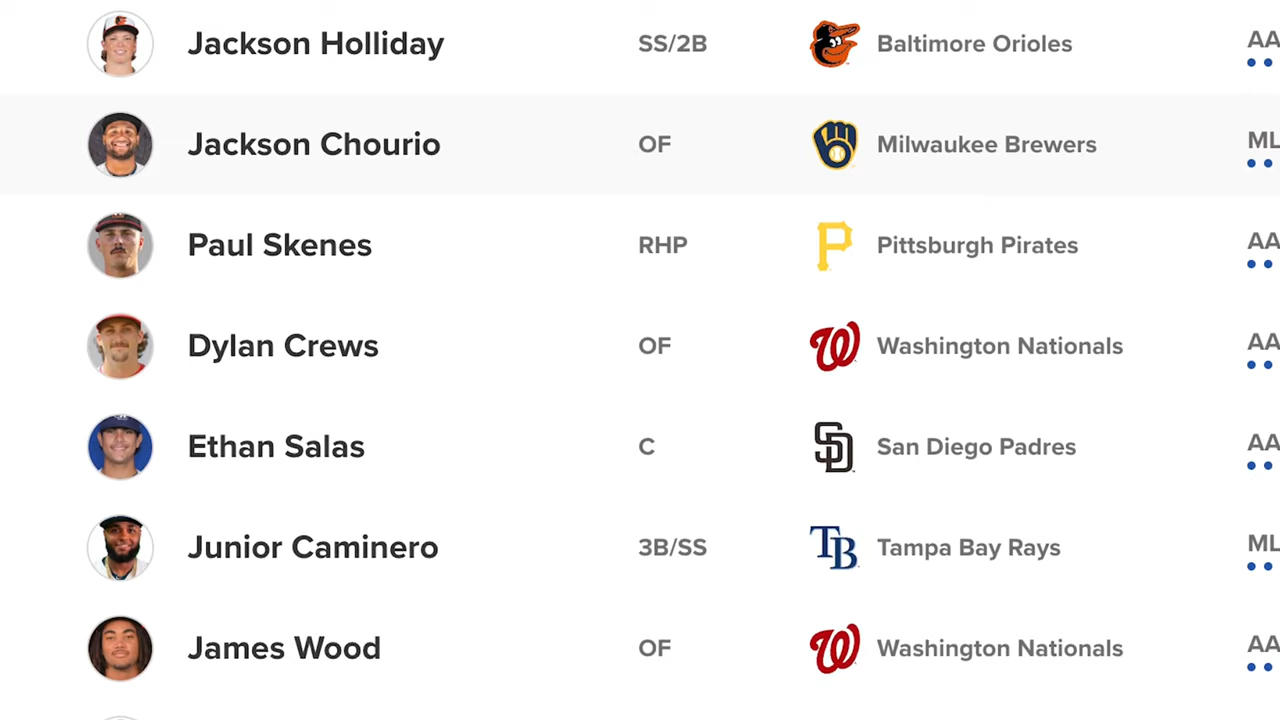 Jackson Holliday SS/2B Baltimore Orioles AA
Jackson Chourio OF Milwaukee Brewers ML
Paul Skenes RHP P Pittsburgh Pirates AA
Dylan Crews OF W Washington Nationals AA
Ethan Salas C SD San Diego Padres AA
Junior Caminero 3B/SS TB Tampa Bay Rays ML
James Wood OF W Washington Nationals AA